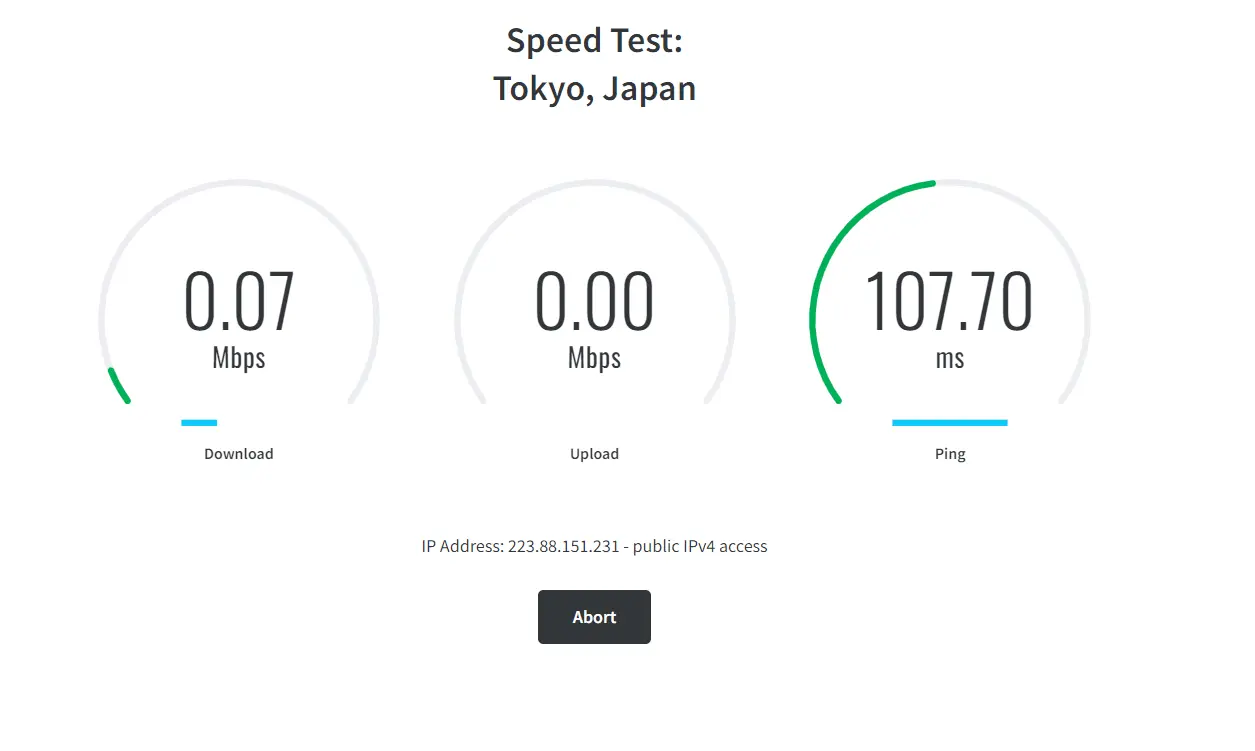 Speed Test:
Tokyo, Japan
0.07
Mbps
Download
0.00
Mbps
Upload
107.70
ms
Ping
IP Address: 223.88.151.231 - public IPv4 access
Abort